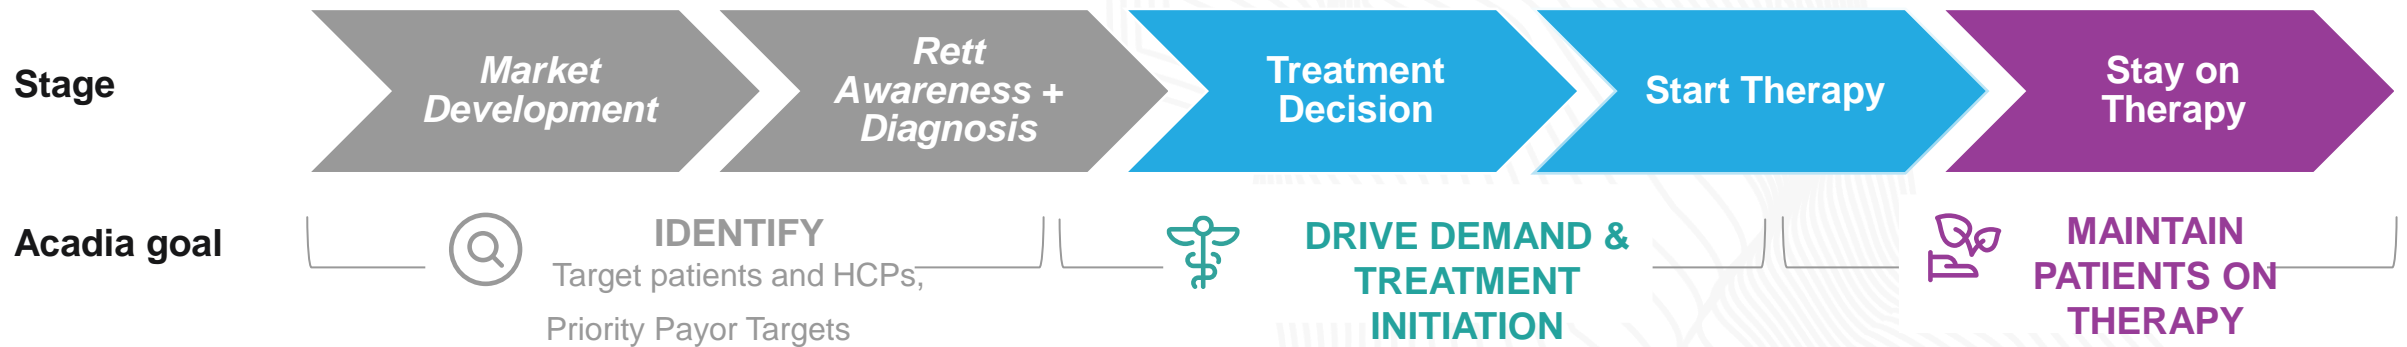 Stage
Market
Development
Rett
Awareness +
Diagnosis
Treatment
Decision
Start Therapy
Stay on
Therapy
Acadia goal
IDENTIFY
Target patients and HCPs,
Priority Payor Targets
DRIVE DEMAND &
TREATMENT
INITIATION
MAINTAIN
PATIENTS ON
THERAPY